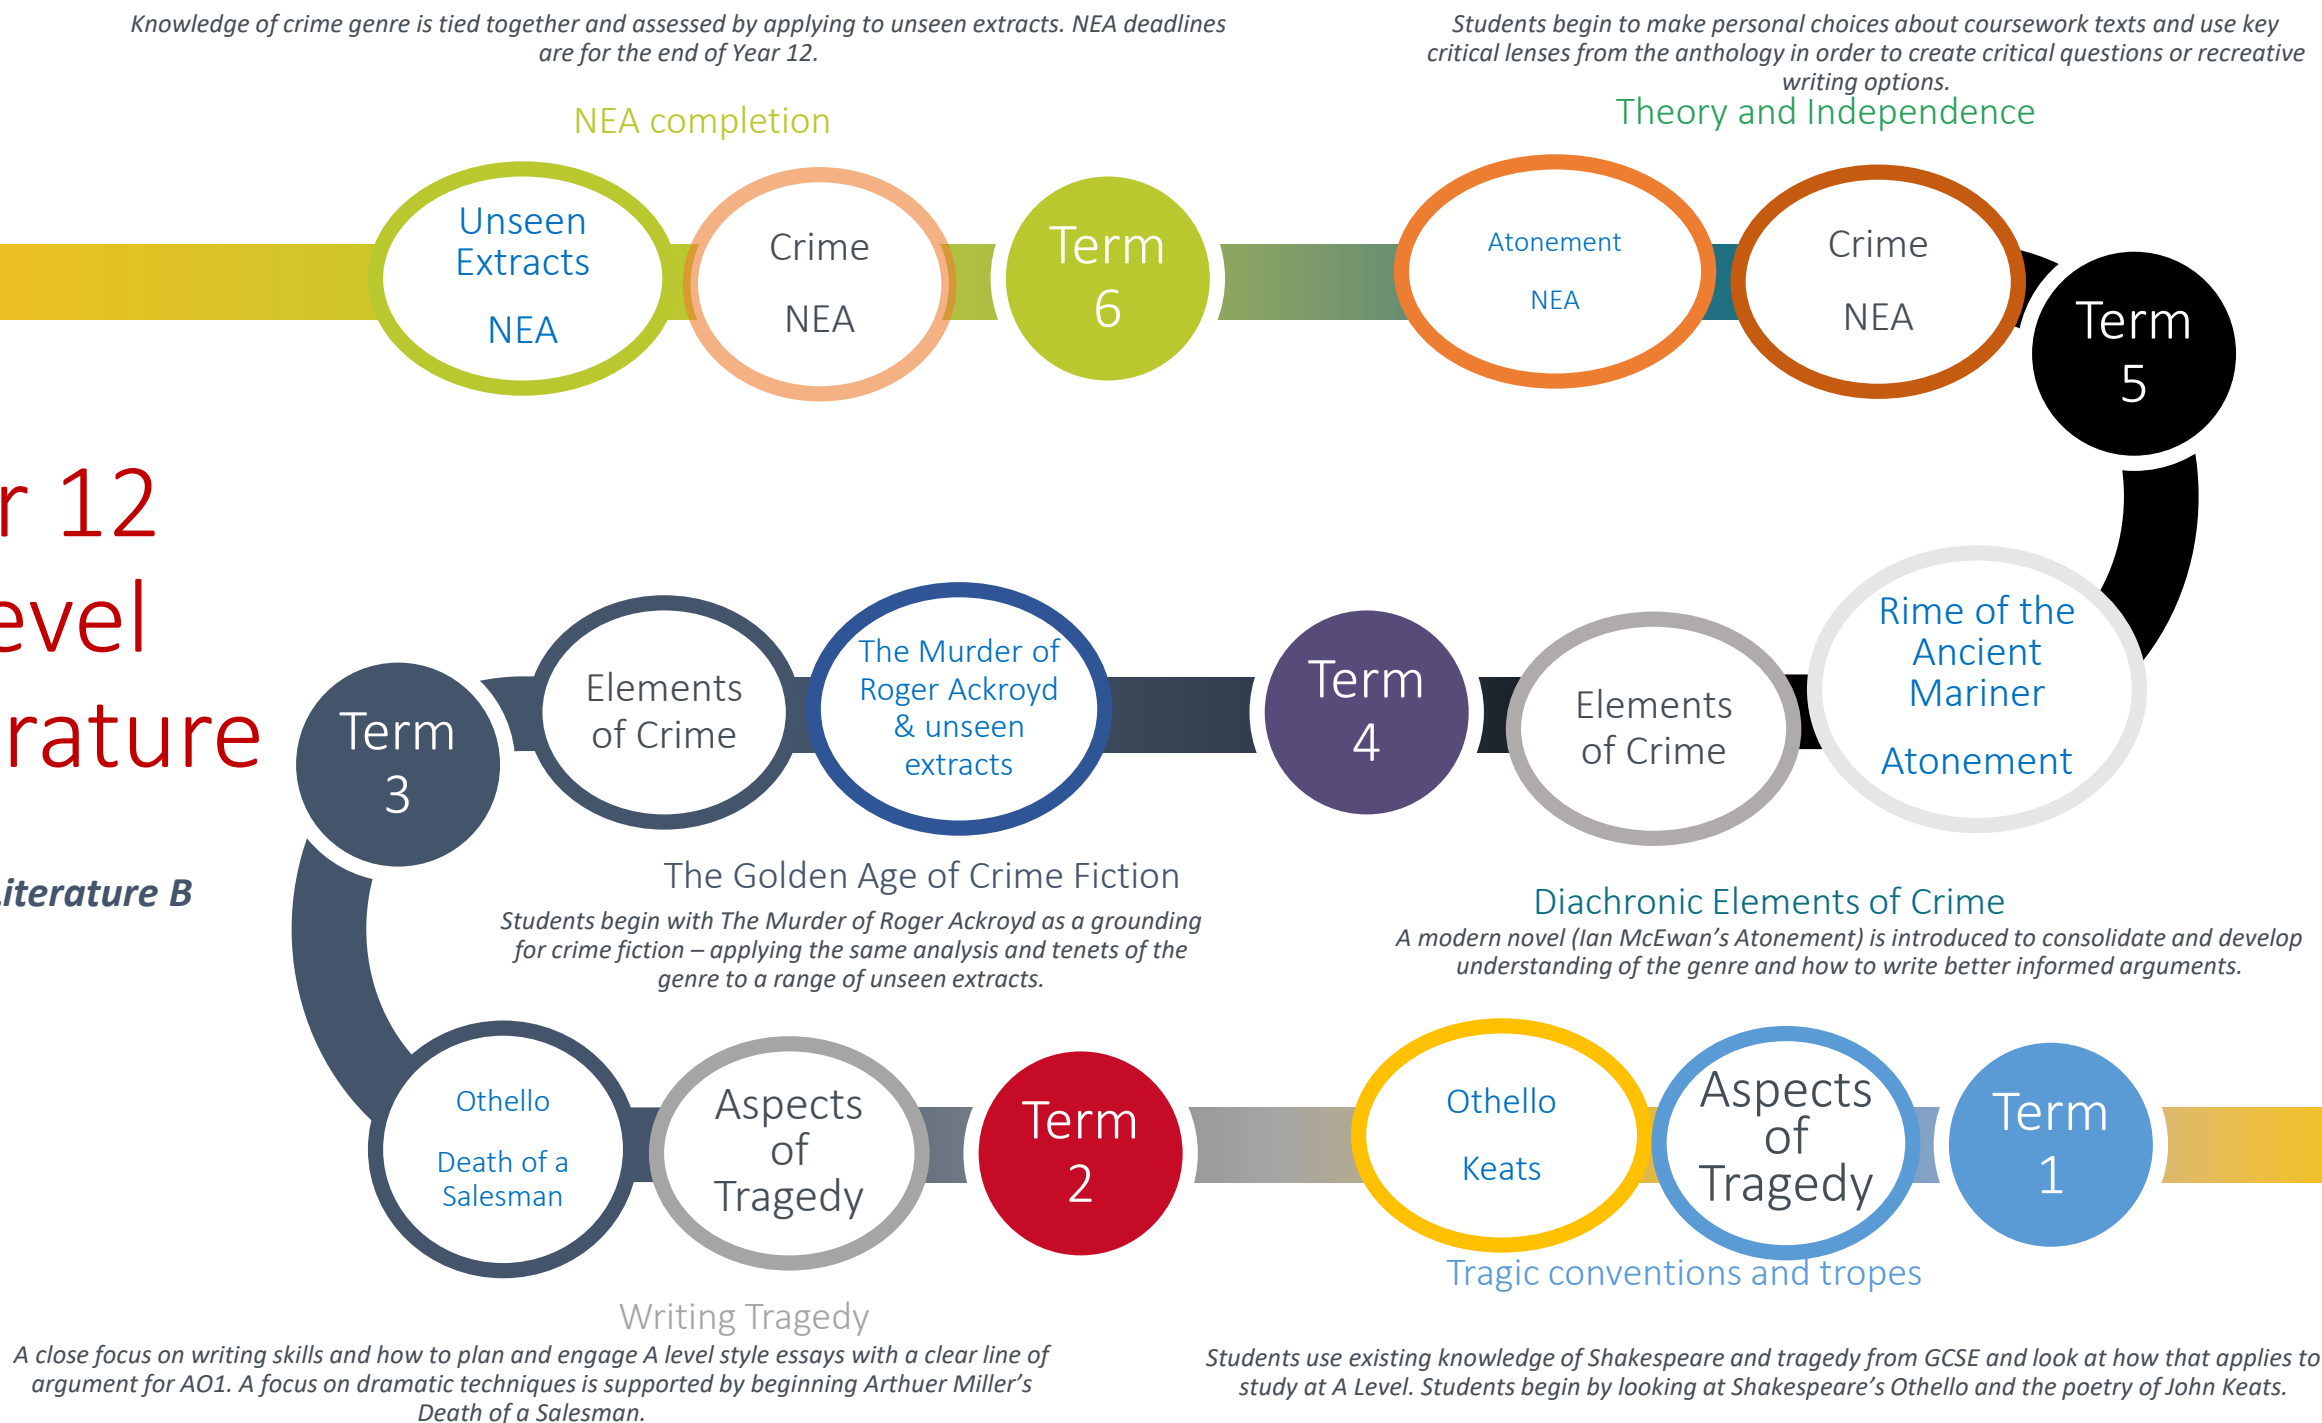 Knowledge of crime genre is tied together and assessed by applying to unseen extracts. NEA deadlines
are for the end of Year 12.
NEA completion
Unseen
Extracts
NEA
Crime
NEA
Term
6
Students begin to make personal choices about coursework texts and use key
critical lenses from the anthology in order to create critical questions or recreative
writing options.
Theory and Independence
Atonement
NEA
Crime
NEA
Term
5
r 12
evel
rature
iterature B
Term
3
Elements
of Crime
The Murder of
Roger Ackroyd
& unseen
extracts
The Golden Age of Crime Fiction
Students begin with The Murder of Roger Ackroyd as a grounding
for crime fiction – applying the same analysis and tenets of the
genre to a range of unseen extracts.
Term
4
Elements
of Crime
Rime of the
Ancient
Mariner
Atonement
Diachronic Elements of Crime
A modern novel (Ian McEwan's Atonement) is introduced to consolidate and develop
understanding of the genre and how to write better informed arguments.
Othello
Death of a
Salesman
Aspects
of
Tragedy
Term
2
Writing Tragedy
A close focus on writing skills and how to plan and engage A level style essays with a clear line of
argument for AO1. A focus on dramatic techniques is supported by beginning Arthuer Miller's
Death of a Salesman.
Othello
Keats
Aspects
of
Tragedy
Term
1
Tragic conventions and tropes
Students use existing knowledge of Shakespeare and tragedy from GCSE and look at how that applies to
study at A Level. Students begin by looking at Shakespeare's Othello and the poetry of John Keats.